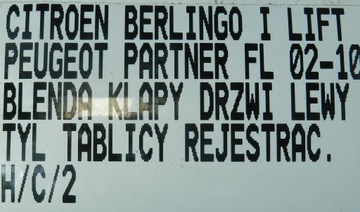 CITROEN BERLINGO I LIFT
PEUGEOT PARTNER FL 02-10
BLENDA KLAPY DRZWI LEWY
TYL TABLICY REJESTRAC.
H/C/2